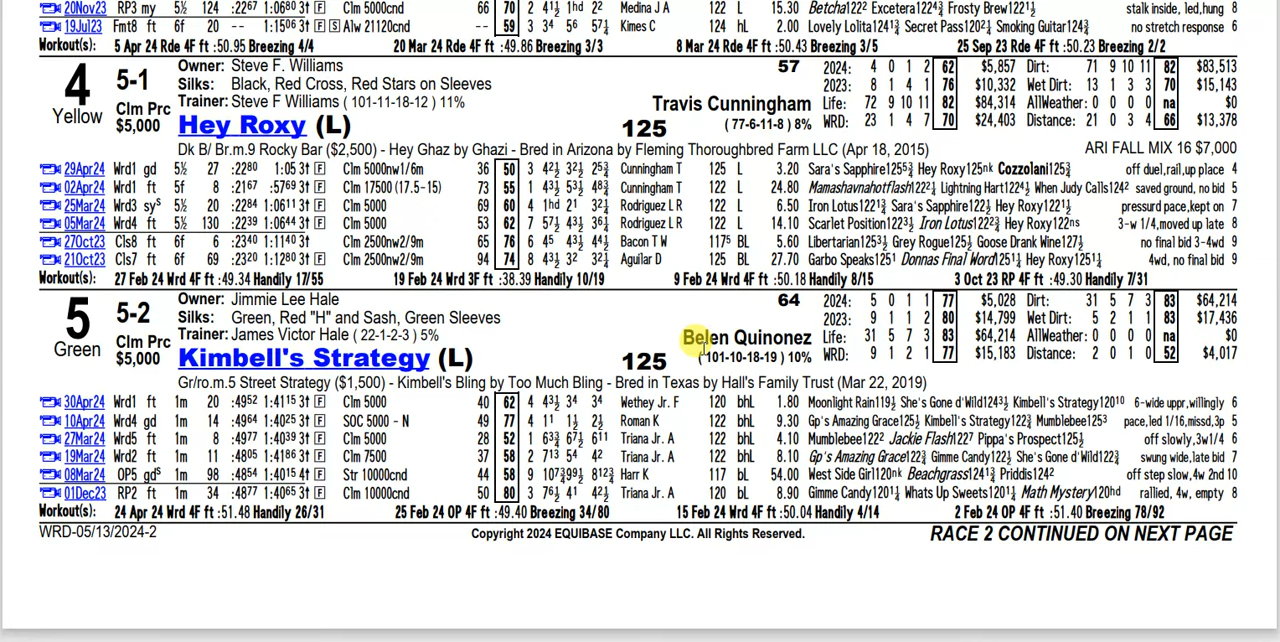 20Nov23 RP3 my 5½ 124 :2267 1:0680 3↑ F Clm 5000cnd 66 70 2 41½ 1hd 2² Medina J A 122 L 15.30 Betcha122² Excetera122¾ Frosty Brew122½ stalk inside, led,hung 8
19Jul23 Fmt8 ft 6f 20 -- 1:1506 3↑ F S Alw 21120cnd -- 59 3 3⁴ 5⁶ 5⁷¼ Kimes C 124 hL 2.00 Lovely Lolita124¹¾ Secret Pass120²¼ Smoking Guitar124¾ no stretch response 6
Workout(s): 5 Apr 24 Rde 4F ft :50.95 Breezing 4/4 20 Mar 24 Rde 4F ft :49.86 Breezing 3/3 8 Mar 24 Rde 4F ft :50.43 Breezing 3/5 25 Sep 23 Rde 4F ft :50.23 Breezing 2/2
4 5-1 Owner: Steve F. Williams 57 2024: 4 0 1 2 62 $5,857 Dirt: 71 9 10 11 82 $83,513
Silks: Black, Red Cross, Red Stars on Sleeves 2023: 8 1 4 1 76 $10,332 Wet Dirt: 13 1 3 3 70 $15,143
Yellow Clm Prc Trainer: Steve F Williams ( 101-11-18-12 ) 11% Travis Cunningham Life: 72 9 10 11 82 $84,314 AllWeather: 0 0 0 0 na $0
$5,000 Hey Roxy (L) 125 ( 77-6-11-8 ) 8% WRD: 23 1 4 7 70 $24,403 Distance: 21 0 3 4 66 $13,378
Dk B/ Br.m.9 Rocky Bar ($2,500) - Hey Ghaz by Ghazi - Bred in Arizona by Fleming Thoroughbred Farm LLC (Apr 18, 2015) ARI FALL MIX 16 $7,000
29Apr24 Wrd1 gd 5½ 27 :2280 1:05 3↑ F Clm 5000nw1/6m 36 50 3 4²¾ 3½ 2⁵¾ Cunningham T 125 L 3.20 Sara's Sapphire125⁵¾ Hey Roxy125nk Cozzolani125¾ off duel,rail,up place 4
02Apr24 Wrd1 ft 5f 8 :2167 :5769 3↑ F Clm 17500 (17.5-15) 73 55 1 4³½ 5³½ 4⁸¾ Cunningham T 122 L 24.80 Mamashavnahotflash122²¼ Lightning Hart122⁴½ When Judy Calls124² saved ground, no bid 5
25Mar24 Wrd3 syˢ 5½ 20 :2284 1:0611 3↑ F Clm 5000 69 60 4 1hd 2¹ 3²½ Rodriguez L R 122 L 6.50 Iron Lotus122¹¾ Sara's Sapphire122½ Hey Roxy122¹½ pressurd pace,kept on 7
05Mar24 Wrd4 ft 5½ 130 :2239 1:0644 3↑ F Clm 5000 53 62 7 5⁷½ 4³½ 3⁶¼ Rodriguez L R 122 L 14.10 Scarlet Position122³½ Iron Lotus122²¾ Hey Roxy122ns 3-w 1/4,moved up late 8
27Oct23 Cls8 ft 6f 6 :2340 1:1140 3↑ F Clm 2500nw2/9m 65 76 6 4⁵ 4³½ 4⁴½ Bacon T W 117⁵ BL 5.60 Libertarian125³½ Grey Rogue125½ Goose Drank Wine127½ no final bid 3-4wd 9
21Oct23 Cls7 ft 6f 69 :2320 1:1280 3↑ F Clm 2500nw2/9m 94 74 8 4³½ 3² 3²¼ Aguilar D 125 BL 27.70 Garbo Speaks125¹ Donnas Final Word125¹¼ Hey Roxy125¹¼ 4wd, no final bid 9
Workout(s): 27 Feb 24 Wrd 4F ft :49.34 Handily 17/55 19 Feb 24 Wrd 3F ft :38.39 Handily 10/19 9 Feb 24 Wrd 4F ft :50.18 Handily 8/15 3 Oct 23 RP 4F ft :49.30 Handily 7/31
5 5-2 Owner: Jimmie Lee Hale 64 2024: 5 0 1 1 77 $5,028 Dirt: 31 5 7 3 83 $64,214
Silks: Green, Red "H" and Sash, Green Sleeves 2023: 9 1 1 2 80 $14,799 Wet Dirt: 5 2 1 1 83 $17,436
Green Clm Prc Trainer: James Victor Hale ( 22-1-2-3 ) 5% Belen Quinonez Life: 31 5 7 3 83 $64,214 AllWeather: 0 0 0 0 na $0
$5,000 Kimbell's Strategy (L) 125 ( 101-10-18-19 ) 10% WRD: 9 1 2 1 77 $15,183 Distance: 2 0 1 0 52 $4,017
Gr/ro.m.5 Street Strategy ($1,500) - Kimbell's Bling by Too Much Bling - Bred in Texas by Hall's Family Trust (Mar 22, 2019)
30Apr24 Wrd1 ft 1m 20 :4952 1:4115 3↑ F Clm 5000 40 62 4 4³½ 3⁴ 3⁴ Wethey Jr. F 120 bhL 1.80 Moonlight Rain119½ She's Gone d'Wild124³½ Kimbell's Strategy120¹⁰ 6-wide uppr,willingly 6
10Apr24 Wrd4 gd 1m 14 :4964 1:4025 3↑ F SOC 5000 - N 49 77 4 1¹ 1½ 2½ Roman K 122 bhL 9.30 Gp's Amazing Grace125½ Kimbell's Strategy122¾ Mumblebee125³ pace,led 1/16,missd,3p 5
27Mar24 Wrd5 ft 1m 8 :4977 1:4039 3↑ F Clm 5000 28 52 1 6³¾ 6⁷½ 6¹¹ Triana Jr. A 122 bhL 4.10 Mumblebee122² Jackie Flash122⁷ Pippa's Prospect125½ off slowly,3w1/4 6
19Mar24 Wrd2 ft 1m 11 :4805 1:4186 3↑ F Clm 7500 37 58 2 7¹³ 5⁴ 4² Triana Jr. A 122 bhL 8.10 Gp's Amazing Grace122¾ Gimme Candy122½ She's Gone d'Wild122¾ swung wide,late bid 7
08Mar24 OP5 gdˢ 1m 98 :4854 1:4015 4↑ F Str 10000cnd 44 58 9 10⁷¾ 9⁹½ 8¹²¾ Harr K 117 bL 54.00 West Side Girl120nk Beachgrass124¹¾ Priddis124² off step slow,4w 2nd 10
01Dec23 RP2 ft 1m 34 :4877 1:4065 3↑ F Clm 10000cnd 50 80 3 7⁶½ 4¹ 4²½ Triana Jr. A 120 bL 8.90 Gimme Candy120¹½ Whats Up Sweets120¹½ Math Mystery120hd rallied, 4w, empty 8
Workout(s): 24 Apr 24 Wrd 4F ft :51.48 Handily 26/31 25 Feb 24 OP 4F ft :49.40 Breezing 34/80 15 Feb 24 Wrd 4F ft :50.04 Handily 4/14 2 Feb 24 OP 4F ft :51.40 Breezing 78/92
WRD-05/13/2024-2 Copyright 2024 EQUIBASE Company LLC. All Rights Reserved. RACE 2 CONTINUED ON NEXT PAGE